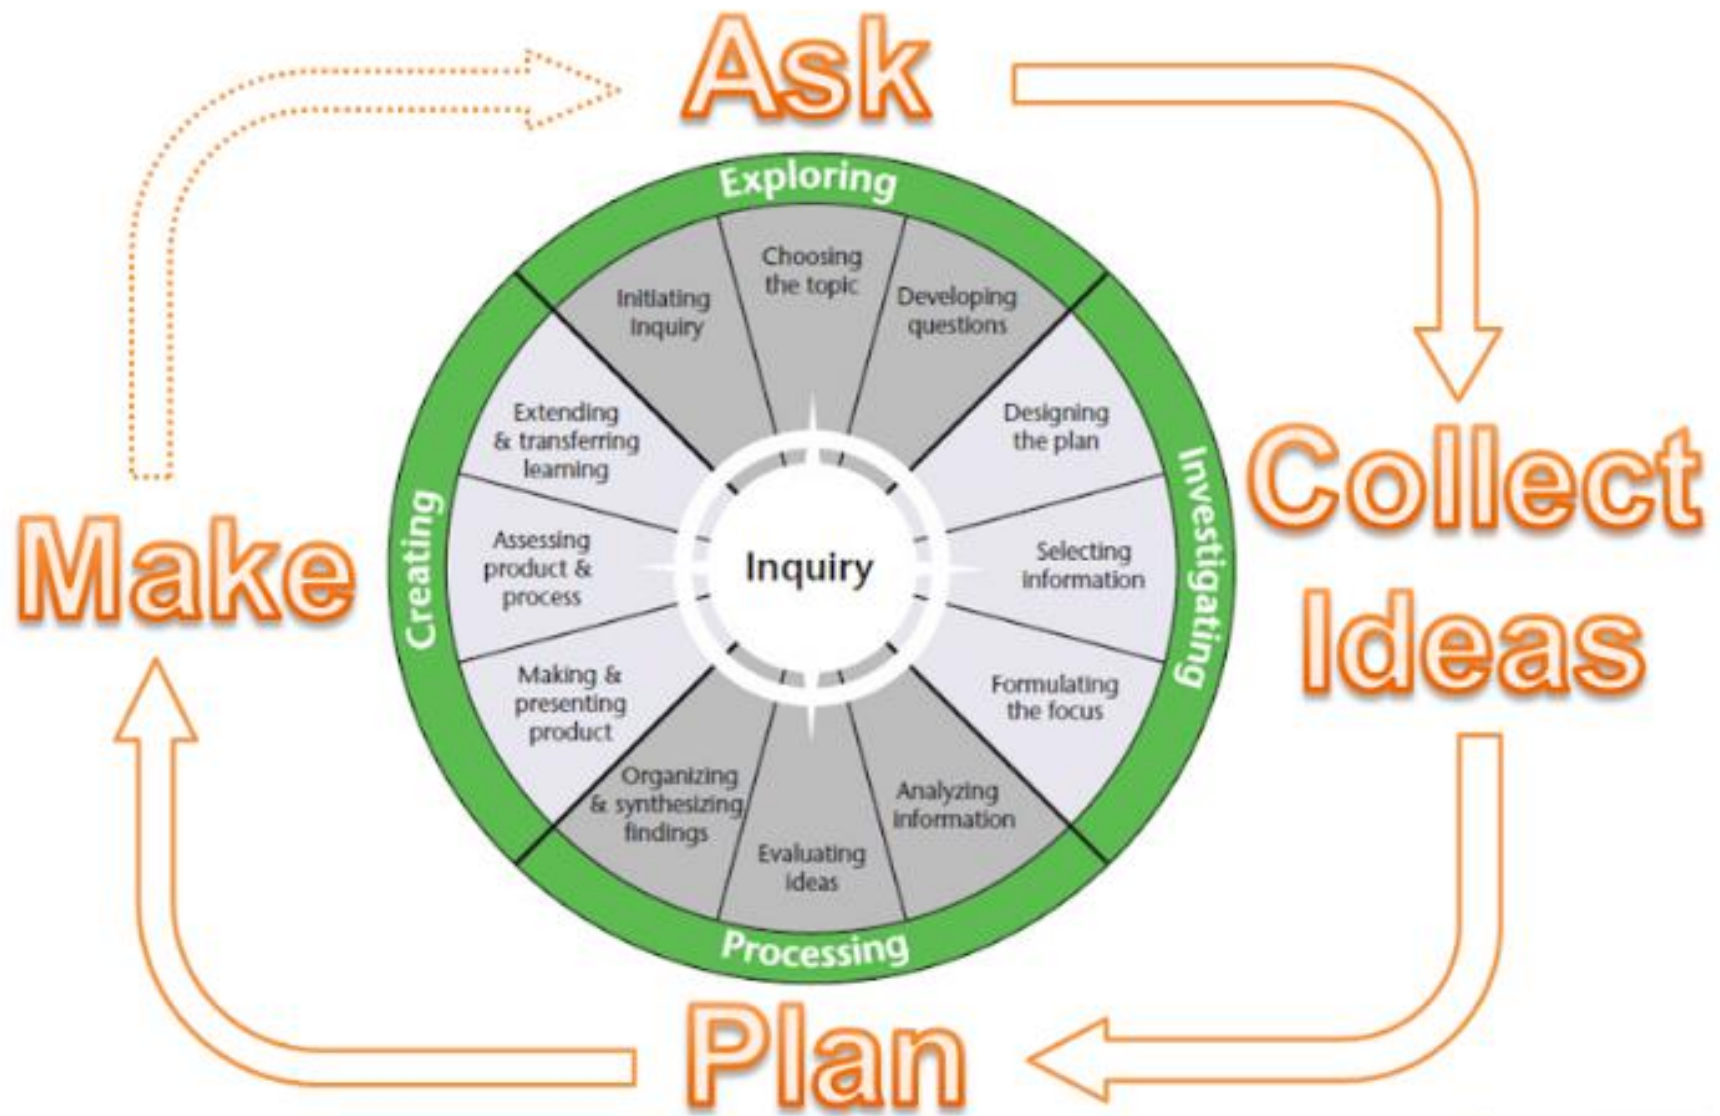 Ask
Exploring
Choosing
the topic
Initiating
Inquiry
Developing
questions
Extending
& transferring
learning
Designing
the plan
Collect
Ideas
Investigating
Make
Creating
Assessing
product &
process
Inquiry
Selecting
information
Making &
presenting
product
Formulating
the focus
Organizing
& synthesizing
findings
Analyzing
information
Evaluating
ideas
Processing
Plan